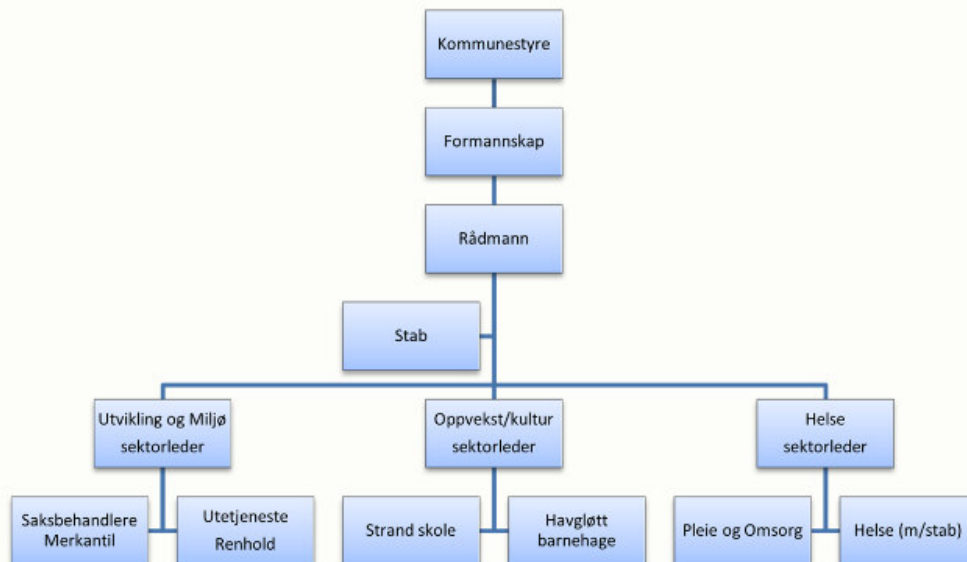 Kommunestyre
Formannskap
Rådmann
Stab
Utvikling og Miljø
sektorleder
Oppvekst/kultur
sektorleder
Helse
sektorleder
Saksbehandlere
Merkantil
Utetjeneste
Renhold
Strand skole
Havgløtt
barnehage
Pleie og Omsorg
Helse (m/stab)